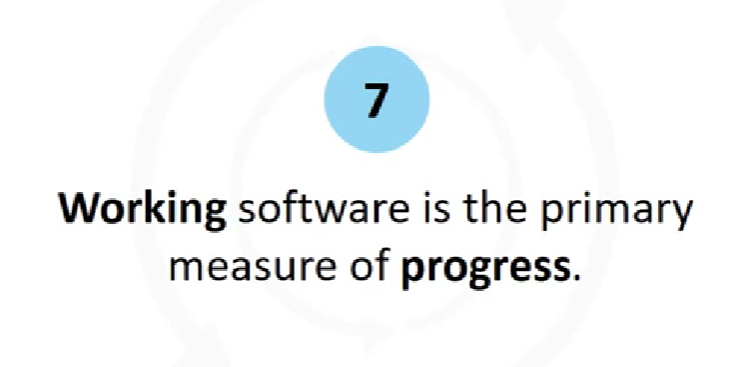 7
Working software is the primary
measure of progress.